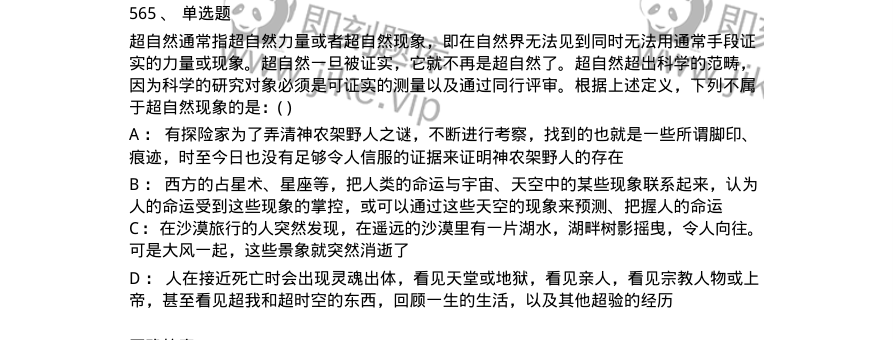 565 、 单选题
超自然通常指超自然力量或者超自然现象，即在自然界无法见到同时无法用通常手段证
实的力量或现象。超自然一旦被证实，它就不再是超自然了。超自然超出科学的范畴，
因为科学的研究对象必须是可证实的测量以及通过同行评审。根据上述定义，下列不属
于超自然现象的是：( )
A ： 有探险家为了弄清神农架野人之谜，不断进行考察，找到的也就是一些所谓脚印、
痕迹，时至今日也没有足够令人信服的证据来证明神农架野人的存在
B ： 西方的占星术、星座等，把人类的命运与宇宙、天空中的某些现象联系起来，认为
人的命运受到这些现象的掌控，或可以通过这些天空的现象来预测、把握人的命运
C ：在沙漠旅行的人突然发现，在遥远的沙漠里有一片湖水，湖畔树影摇曳，令人向往。
可是大风一起，这些景象就突然消逝了
D ： 人在接近死亡时会出现灵魂出体，看见天堂或地狱，看见亲人，看见宗教人物或上
帝，甚至看见超我和超时空的东西，回顾一生的生活，以及其他超验的经历
即刻题库
www.jike.vip